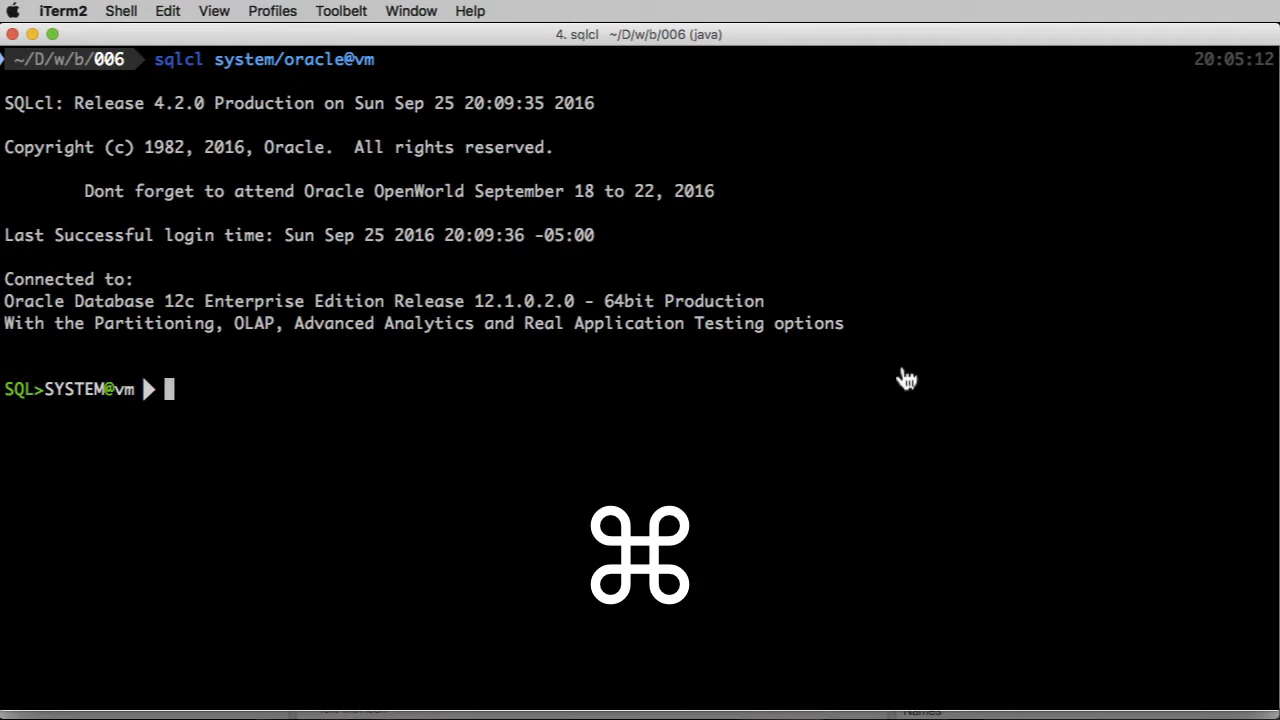 iTerm2 Shell Edit View Profiles Toolbelt Window Help
4. sqlcl ~/D/w/b/006 (java)
~/D/w/b/006 sqlcl system/oracle@vm 20:05:12
SQLcl: Release 4.2.0 Production on Sun Sep 25 20:09:35 2016
Copyright (c) 1982, 2016, Oracle. All rights reserved.
Dont forget to attend Oracle OpenWorld September 18 to 22, 2016
Last Successful login time: Sun Sep 25 2016 20:09:36 -05:00
Connected to:
Oracle Database 12c Enterprise Edition Release 12.1.0.2.0 - 64bit Production
With the Partitioning, OLAP, Advanced Analytics and Real Application Testing options
SQL>SYSTEM@vm
Names